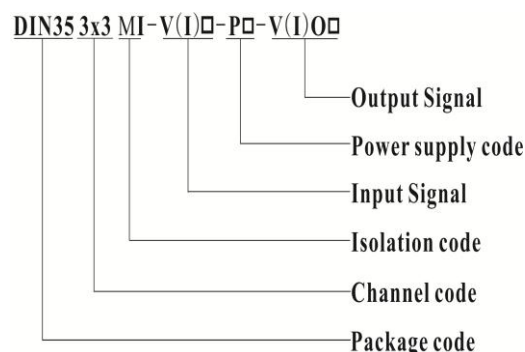 DIN35 3x3 MI-V(I)□-P□-V(I)O□
Output Signal
Power supply code
Input Signal
Isolation code
Channel code
Package code